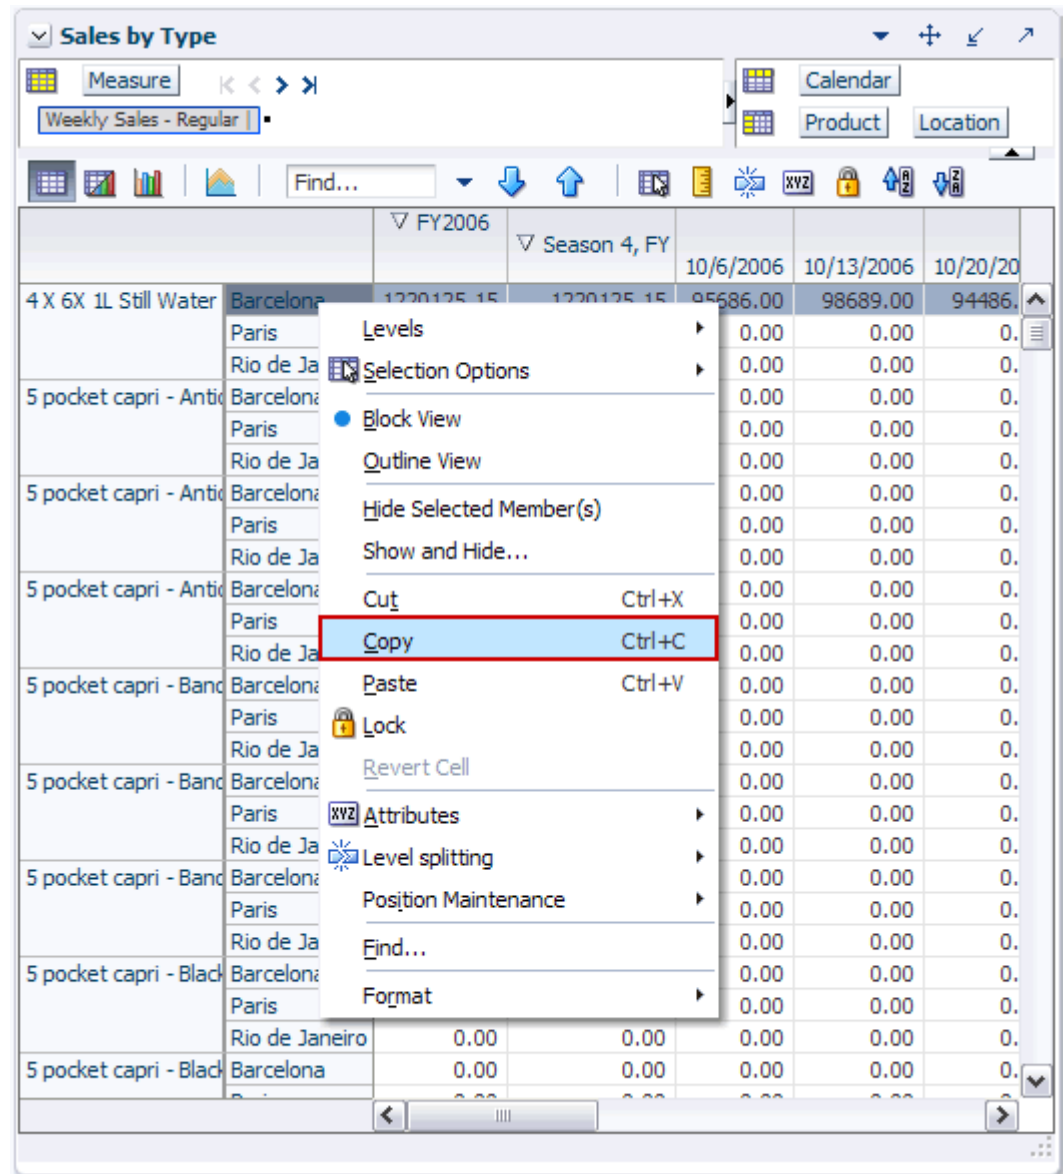 Sales by Type
Measure
Calendar
Weekly Sales - Regular |
Product Location
Find... XYZ
FY2006 Season 4, FY 10/6/2006 10/13/2006 10/20/20
4 X 6X 1L Still Water Barcelona 1220125.15 1220125.15 95686.00 98689.00 94486.
Paris 0.00 0.00 0.
Rio de Ja 0.00 0.00 0.
5 pocket capri - Antic Barcelona 0.00 0.00 0.
Paris 0.00 0.00 0.
Rio de Ja 0.00 0.00 0.
5 pocket capri - Antic Barcelona 0.00 0.00 0.
Paris 0.00 0.00 0.
Rio de Ja 0.00 0.00 0.
5 pocket capri - Antic Barcelona 0.00 0.00 0.
Paris 0.00 0.00 0.
Rio de Ja 0.00 0.00 0.
5 pocket capri - Band Barcelona 0.00 0.00 0.
Paris 0.00 0.00 0.
Rio de Ja 0.00 0.00 0.
5 pocket capri - Band Barcelona 0.00 0.00 0.
Paris 0.00 0.00 0.
Rio de Ja 0.00 0.00 0.
5 pocket capri - Band Barcelona 0.00 0.00 0.
Paris 0.00 0.00 0.
Rio de Ja 0.00 0.00 0.
5 pocket capri - Black Barcelona 0.00 0.00 0.
Paris 0.00 0.00 0.
Rio de Janeiro 0.00 0.00 0.00 0.00 0.
5 pocket capri - Black Barcelona 0.00 0.00 0.00 0.00 0.
Levels
Selection Options
Block View
Outline View
Hide Selected Member(s)
Show and Hide...
Cut Ctrl+X
Copy Ctrl+C
Paste Ctrl+V
Lock
Revert Cell
XYZ Attributes
Level splitting
Position Maintenance
Find...
Format